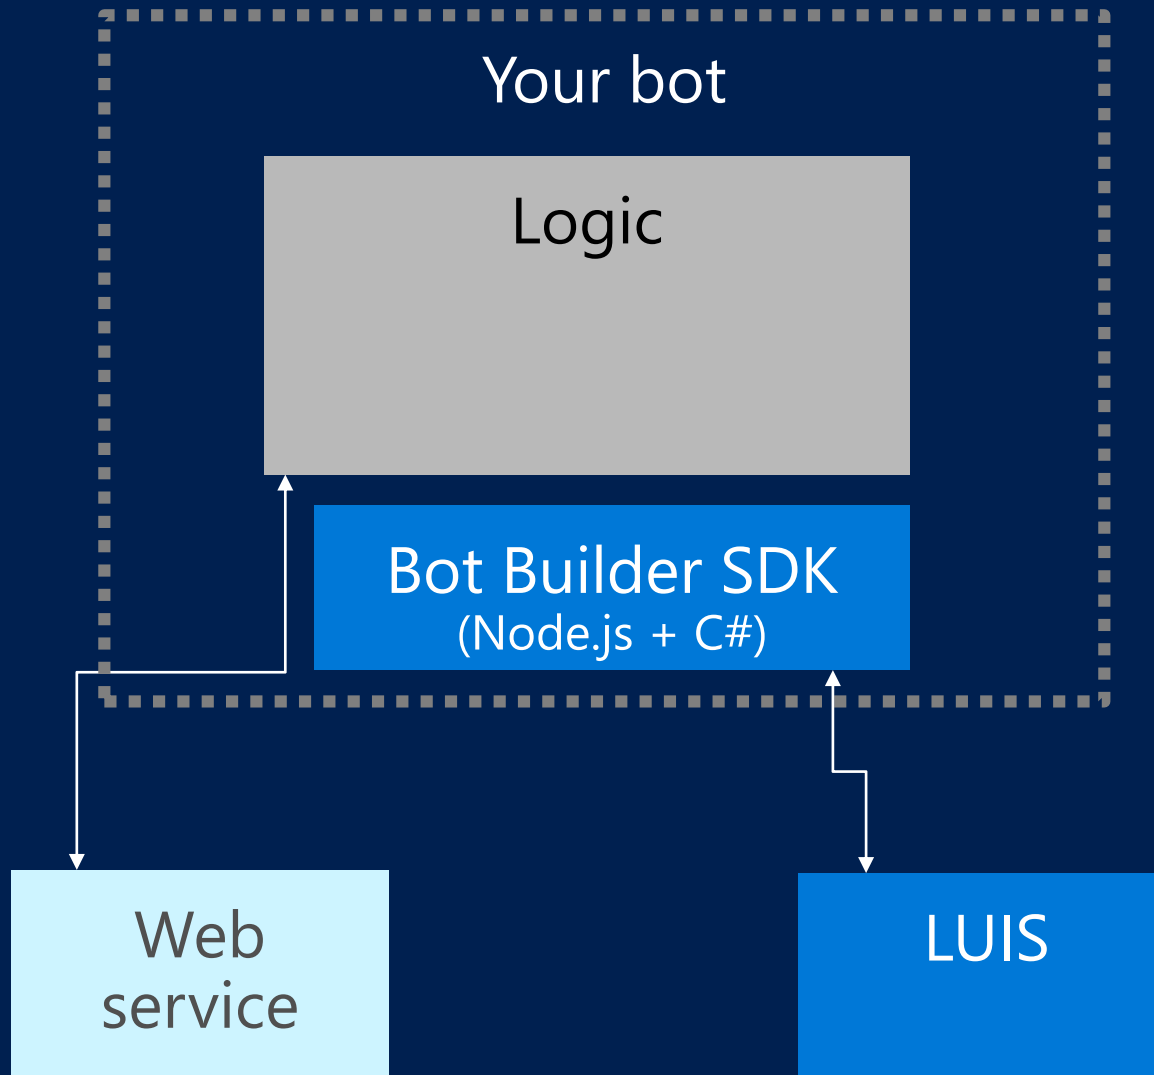 Your bot
Logic
Bot Builder SDK
(Node.js + C#)
Web
service
LUIS